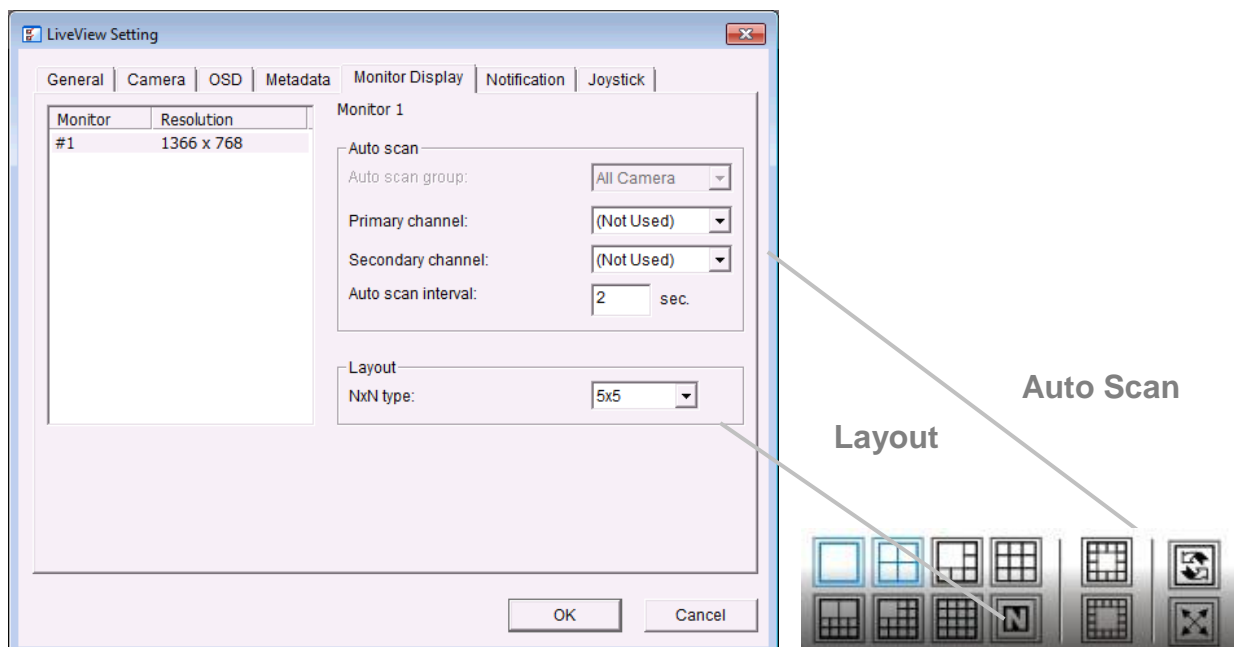 LiveView Setting
General Camera OSD Metadata Monitor Display Notification Joystick
Monitor Resolution
#1 1366 x 768
Monitor 1
Auto scan
Auto scan group: All Camera
Primary channel: (Not Used)
Secondary channel: (Not Used)
Auto scan interval: 2 sec.
Layout
NxN type: 5x5
OK Cancel
Auto Scan
Layout
N